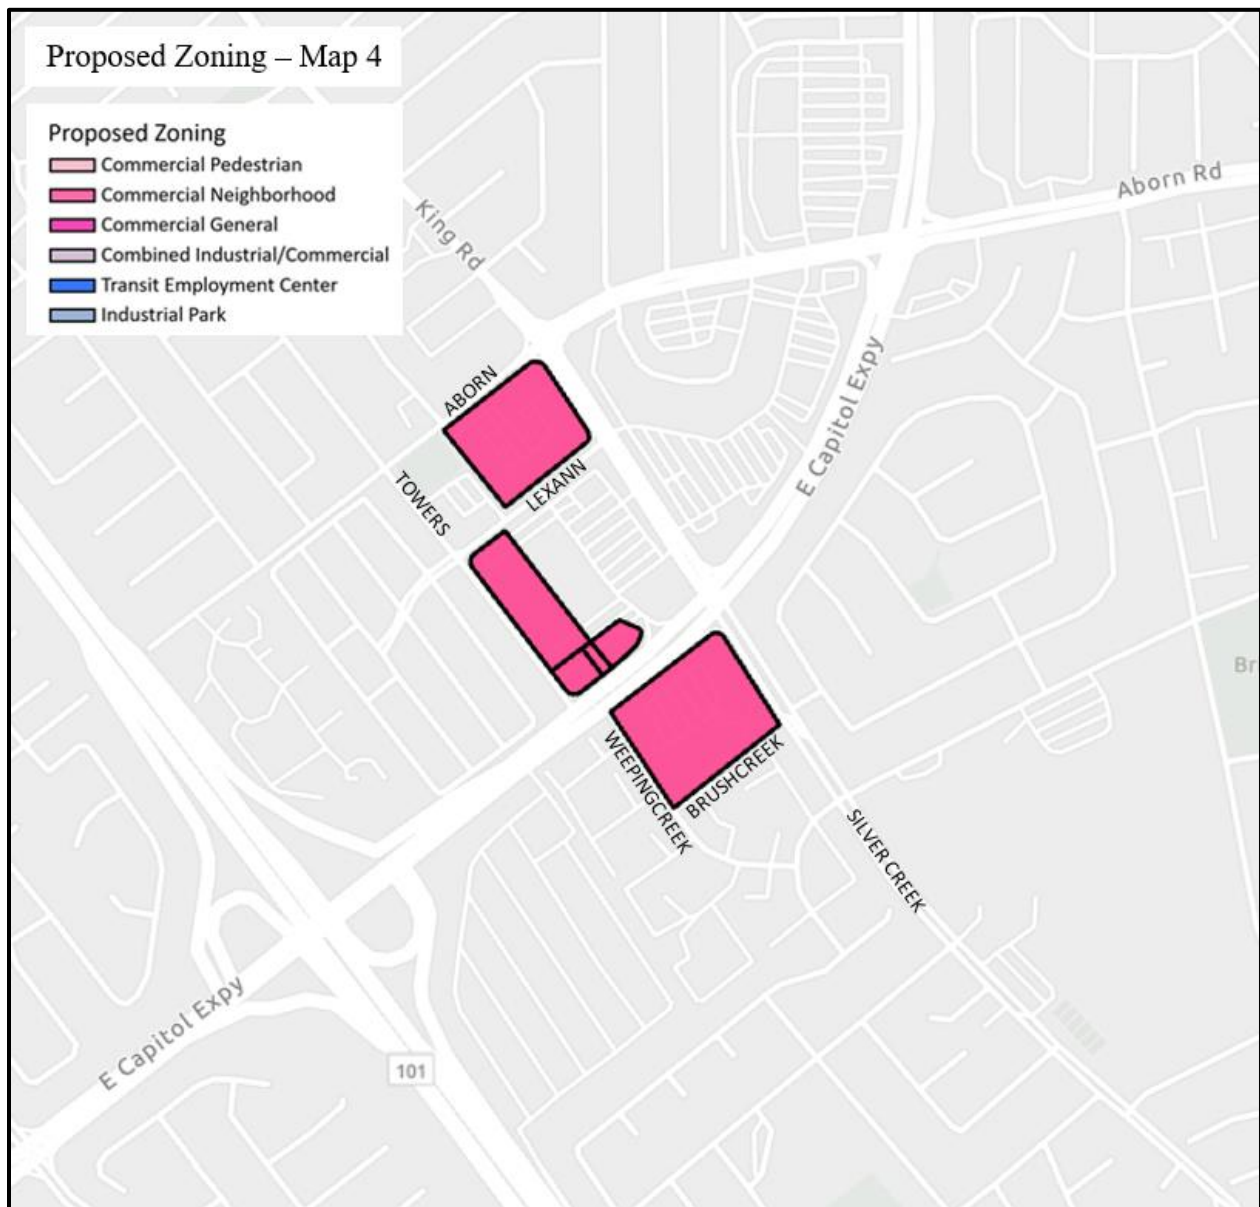 Proposed Zoning – Map 4
Proposed Zoning
Commercial Pedestrian
Commercial Neighborhood
Commercial General
Combined Industrial/Commercial
Transit Employment Center
Industrial Park
King Rd
Aborn Rd
E Capitol Expy
ABORN
LEXANN
TOWERS
Br
WEEPINGCREEK
BRUSHCREEK
SILVER CREEK
E Capitol Expy
101